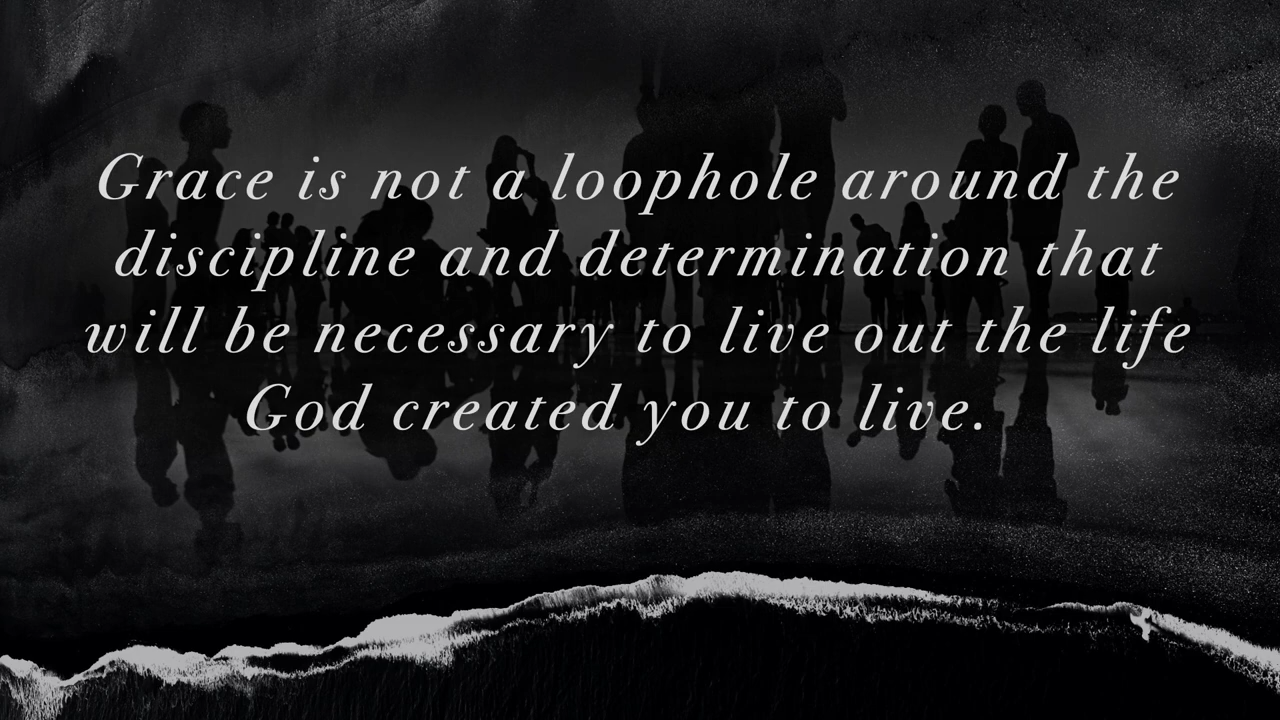 Grace is not a loophole around the
discipline and determination that
will be necessary to live out the life
God created you to live.